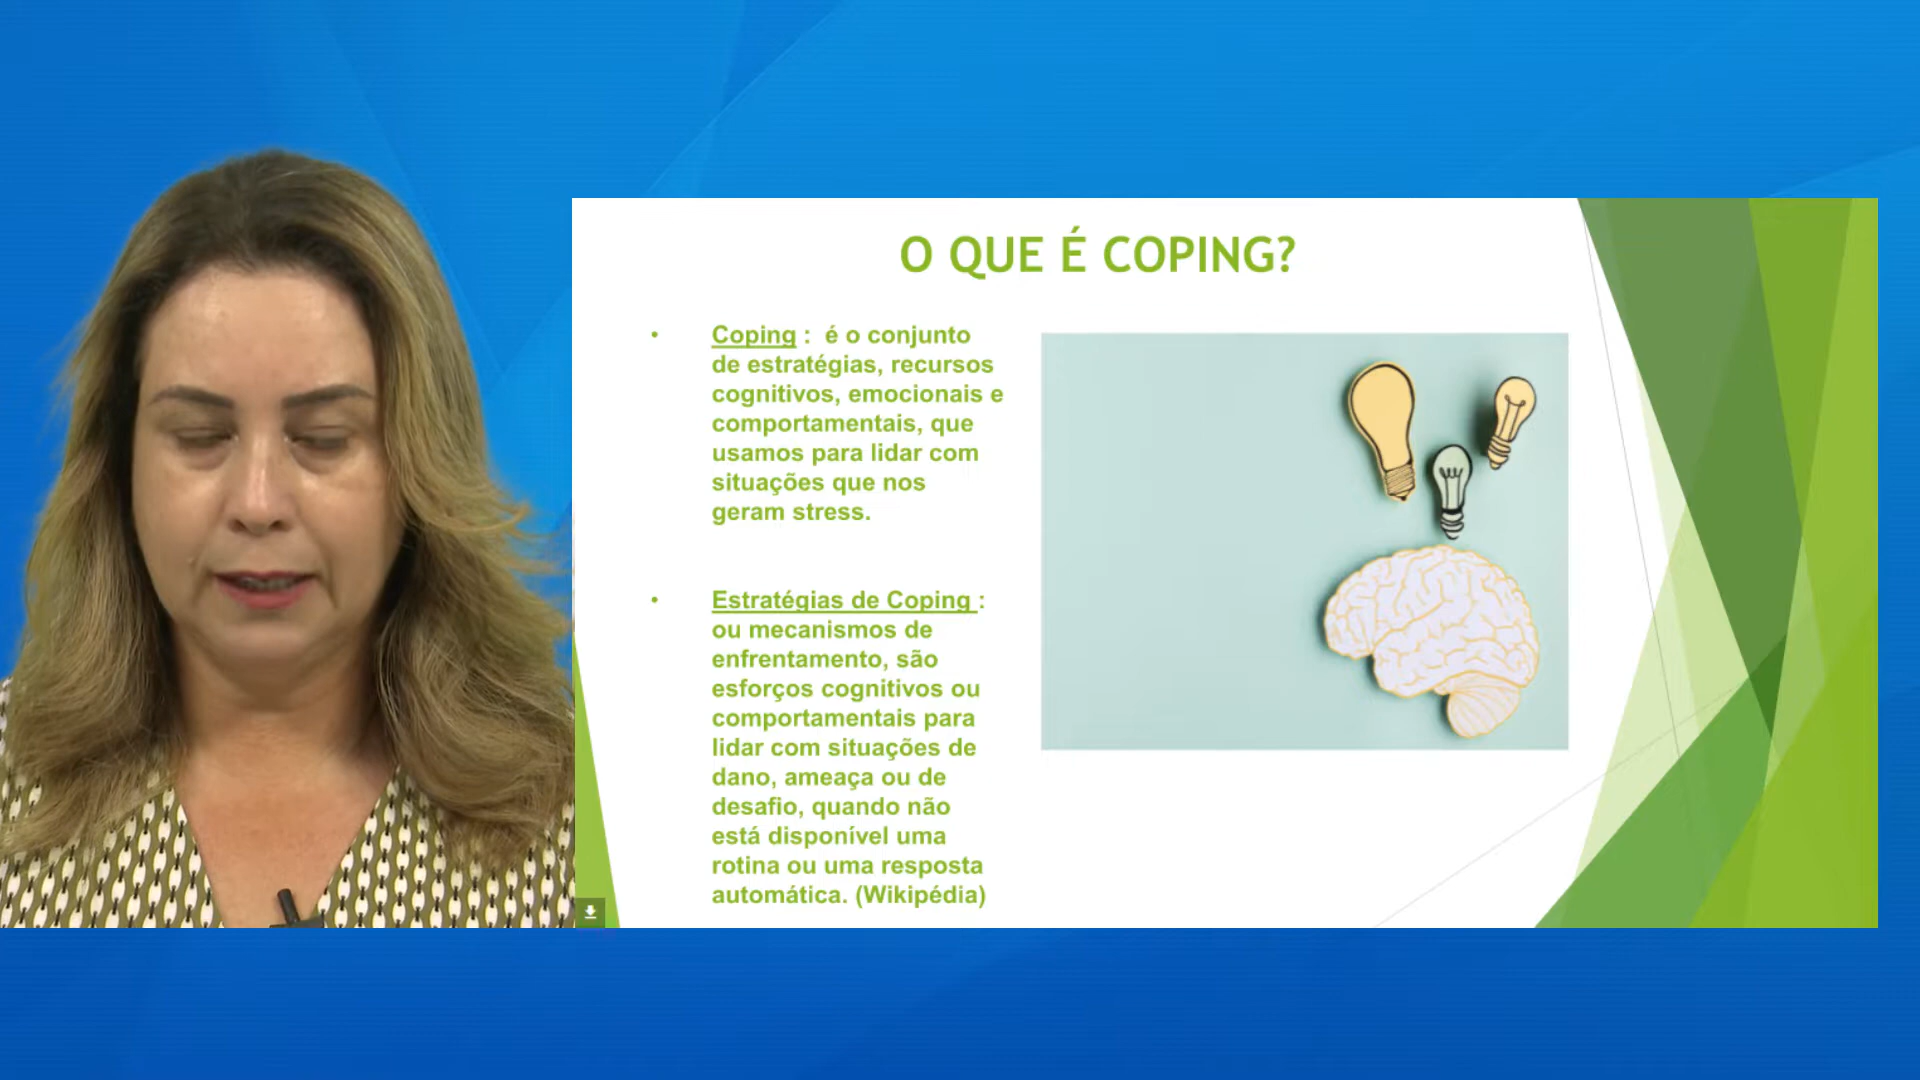 O QUE É COPING?
• Coping : é o conjunto
de estratégias, recursos
cognitivos, emocionais e
comportamentais, que
usamos para lidar com
situações que nos
geram stress.
• Estratégias de Coping :
ou mecanismos de
enfrentamento, são
esforços cognitivos ou
comportamentais para
lidar com situações de
dano, ameaça ou de
desafio, quando não
está disponível uma
rotina ou uma resposta
automática. (Wikipédia)